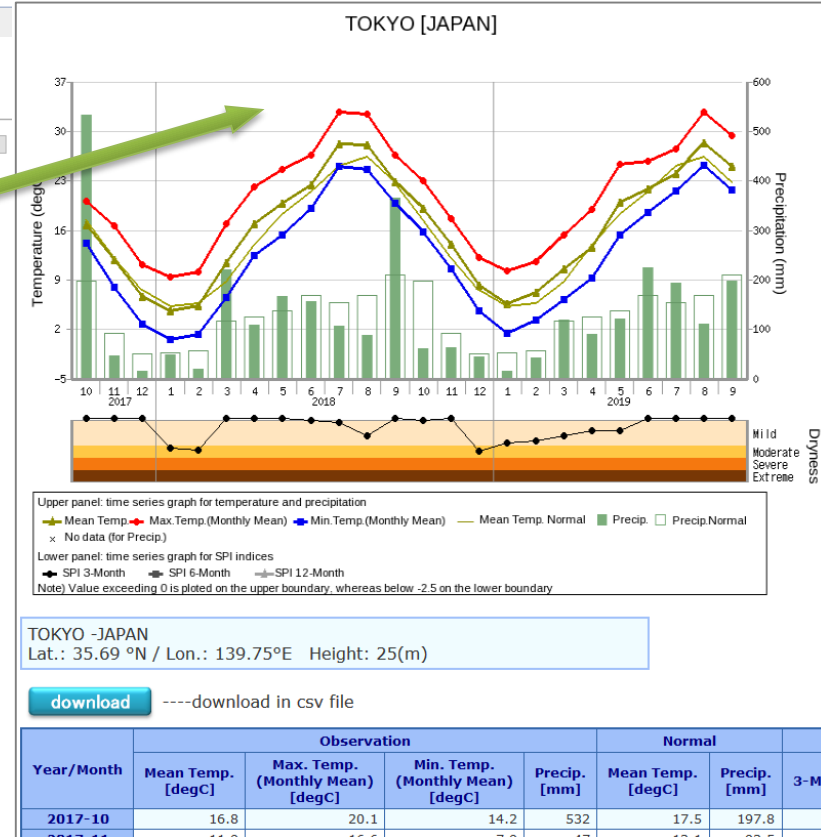 TOKYO [JAPAN]
37
30
23
16
9
2
-5
Temperature (degC
600
500
400
300
200
100
0
Precipitation (mm)
10 11 12 1 2 3 4 5 6 7 8 9 10 11 12 1 2 3 4 5 6 7 8 9
2017 2018 2019
Mild
Moderate
Severe
Extreme
Dryness
Upper panel: time series graph for temperature and precipitation
Mean Temp. Max.Temp.(Monthly Mean) Min.Temp.(Monthly Mean) Mean Temp. Normal Precip. Precip.Normal
× No data (for Precip.)
Lower panel: time series graph for SPI indices
SPI 3-Month SPI 6-Month SPI 12-Month
Note) Value exceeding 0 is ploted on the upper boundary, whereas below -2.5 on the lower boundary
TOKYO -JAPAN
Lat.: 35.69 °N / Lon.: 139.75°E Height: 25(m)
download ----download in csv file
Observation Normal
Year/Month Mean Temp. [degC] Max. Temp. (Monthly Mean) [degC] Min. Temp. (Monthly Mean) [degC] Precip. [mm] Mean Temp. [degC] Precip. [mm] 3-M
2017-10 16.8 20.1 14.2 532 17.5 197.8